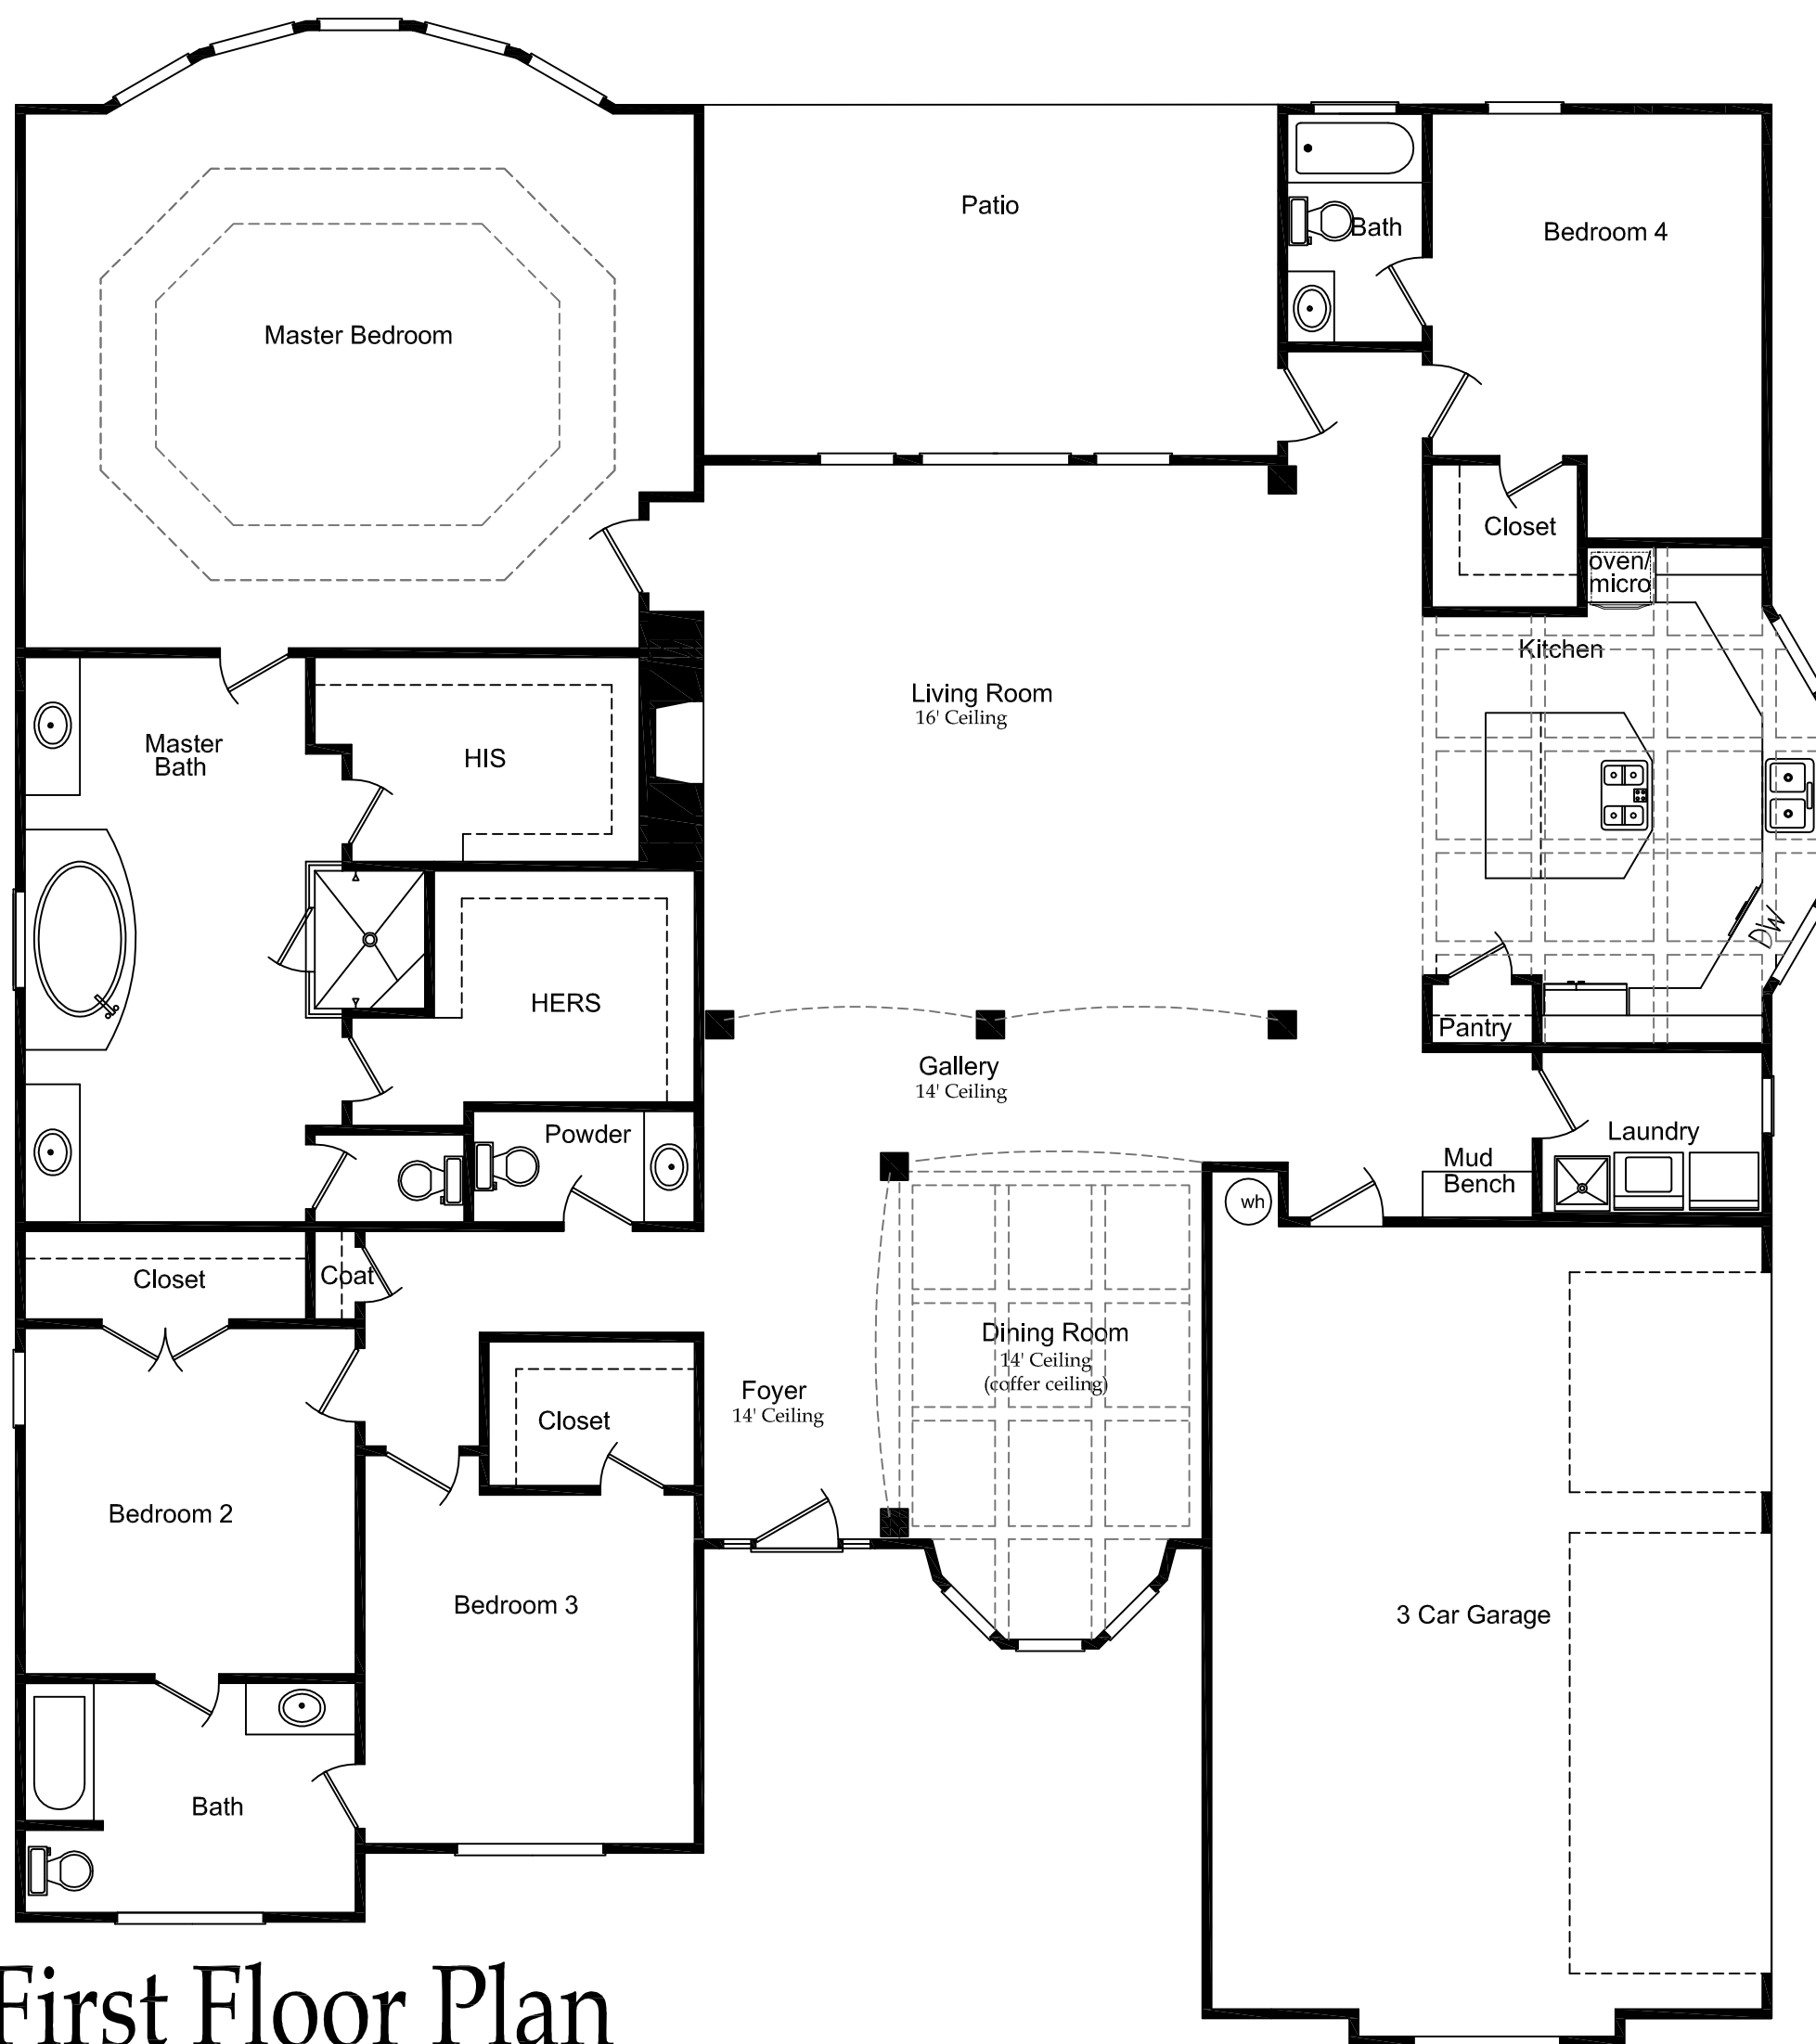 Patio
Bath
Bedroom 4
Master Bedroom
Closet
oven/
micro
Kitchen
Living Room
16' Ceiling
Master
Bath
HIS
DW
HERS
Pantry
Gallery
14' Ceiling
Powder
Laundry
Mud
Bench
wh
Closet
Coat
Dining Room
14' Ceiling
(coffer ceiling)
Foyer
14' Ceiling
Closet
Bedroom 2
Bedroom 3
3 Car Garage
Bath
First Floor Plan